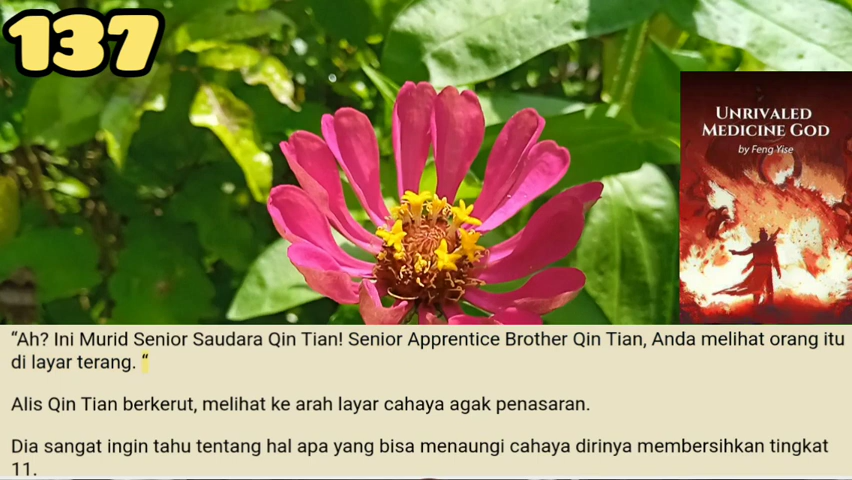 137
UNRIVALED
MEDICINE GOD
by Feng Yise
“Ah? Ini Murid Senior Saudara Qin Tian! Senior Apprentice Brother Qin Tian, Anda melihat orang itu
di layar terang. “
Alis Qin Tian berkerut, melihat ke arah layar cahaya agak penasaran.
Dia sangat ingin tahu tentang hal apa yang bisa menaungi cahaya dirinya membersihkan tingkat
11.